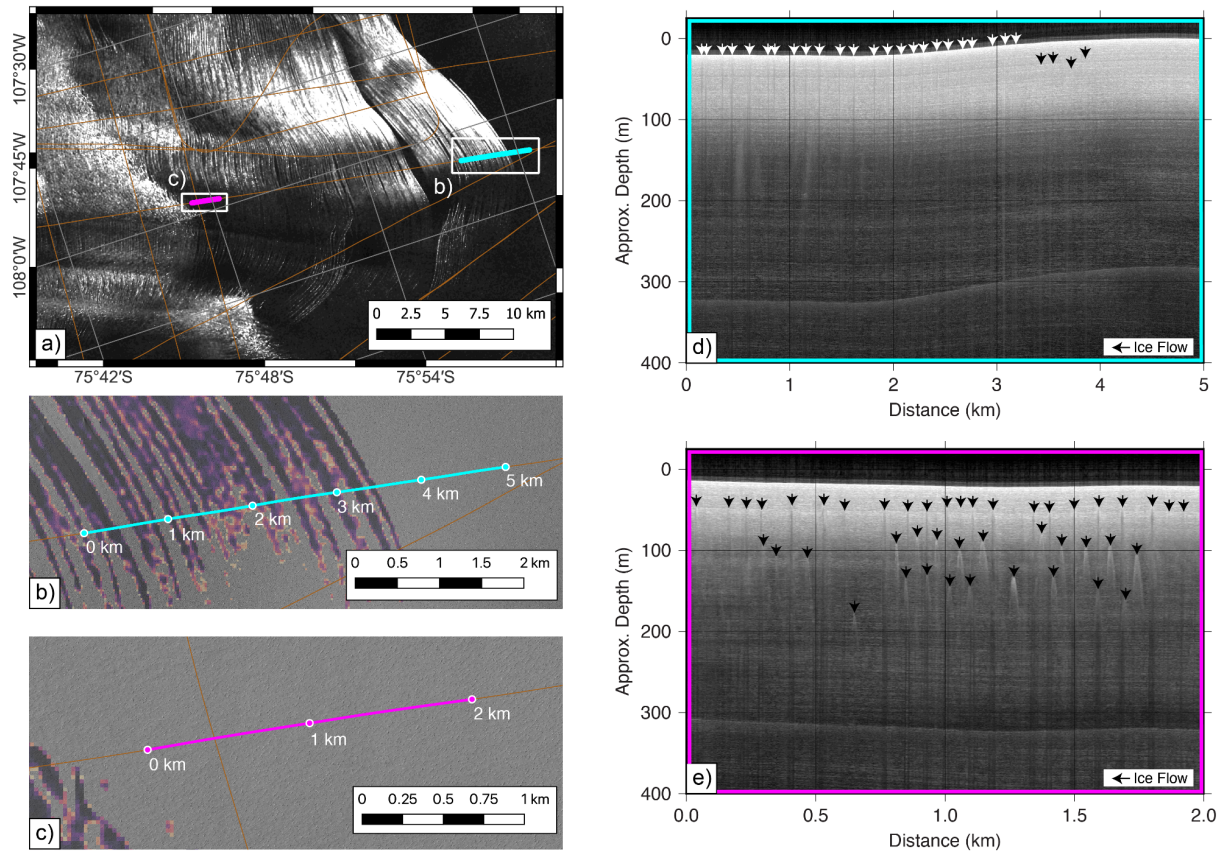 107°30'W
107°45'W
108°0'W
c)
b)
0 2.5 5 7.5 10 km
a)
75°42'S 75°48'S 75°54'S
0 km
1 km
2 km
3 km
4 km
5 km
0 0.5 1 1.5 2 km
b)
0 km
1 km
2 km
0 0.25 0.5 0.75 1 km
c)
Approx. Depth (m)
0
100
200
300
400
d)
Ice Flow
0 1 2 3 4 5
Distance (km)
Approx. Depth (m)
0
100
200
300
400
e)
Ice Flow
0.0 0.5 1.0 1.5 2.0
Distance (km)